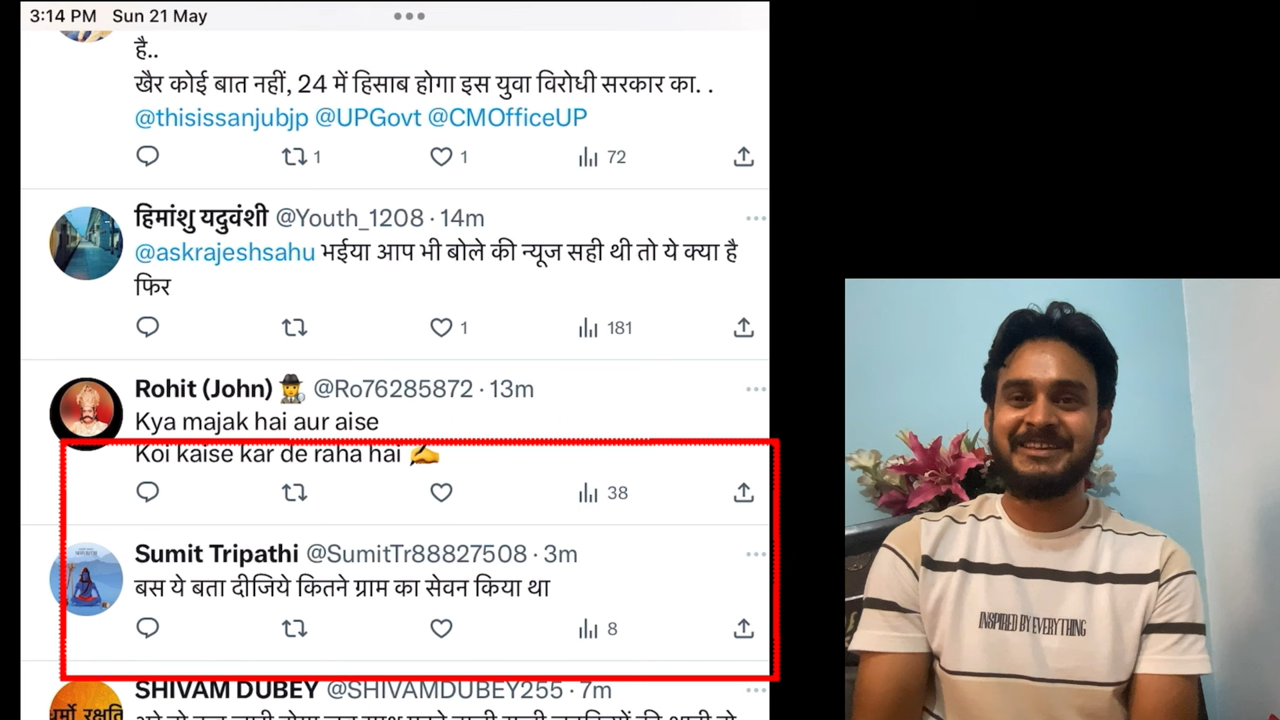 3:14 PM Sun 21 May
है..
खैर कोई बात नहीं, 24 में हिसाब होगा इस युवा विरोधी सरकार का. .
@thisissanjubjp @UPGovt @CMOfficeUP
1 1 72
हिमांशु यदुवंशी @Youth_1208 · 14m
@askrajeshsahu भईया आप भी बोले की न्यूज सही थी तो ये क्या है
फिर
1 181
Rohit (John) @Ro76285872 · 13m
Kya majak hai aur aise
Koi kaise kar de raha hai ✍️
38
Sumit Tripathi @SumitTr88827508 · 3m
बस ये बता दीजिये कितने ग्राम का सेवन किया था
8
SHIVAM DUBEY @SHIVAMDUBEY255 · 7m
INSPIRED BY EVERYTHING